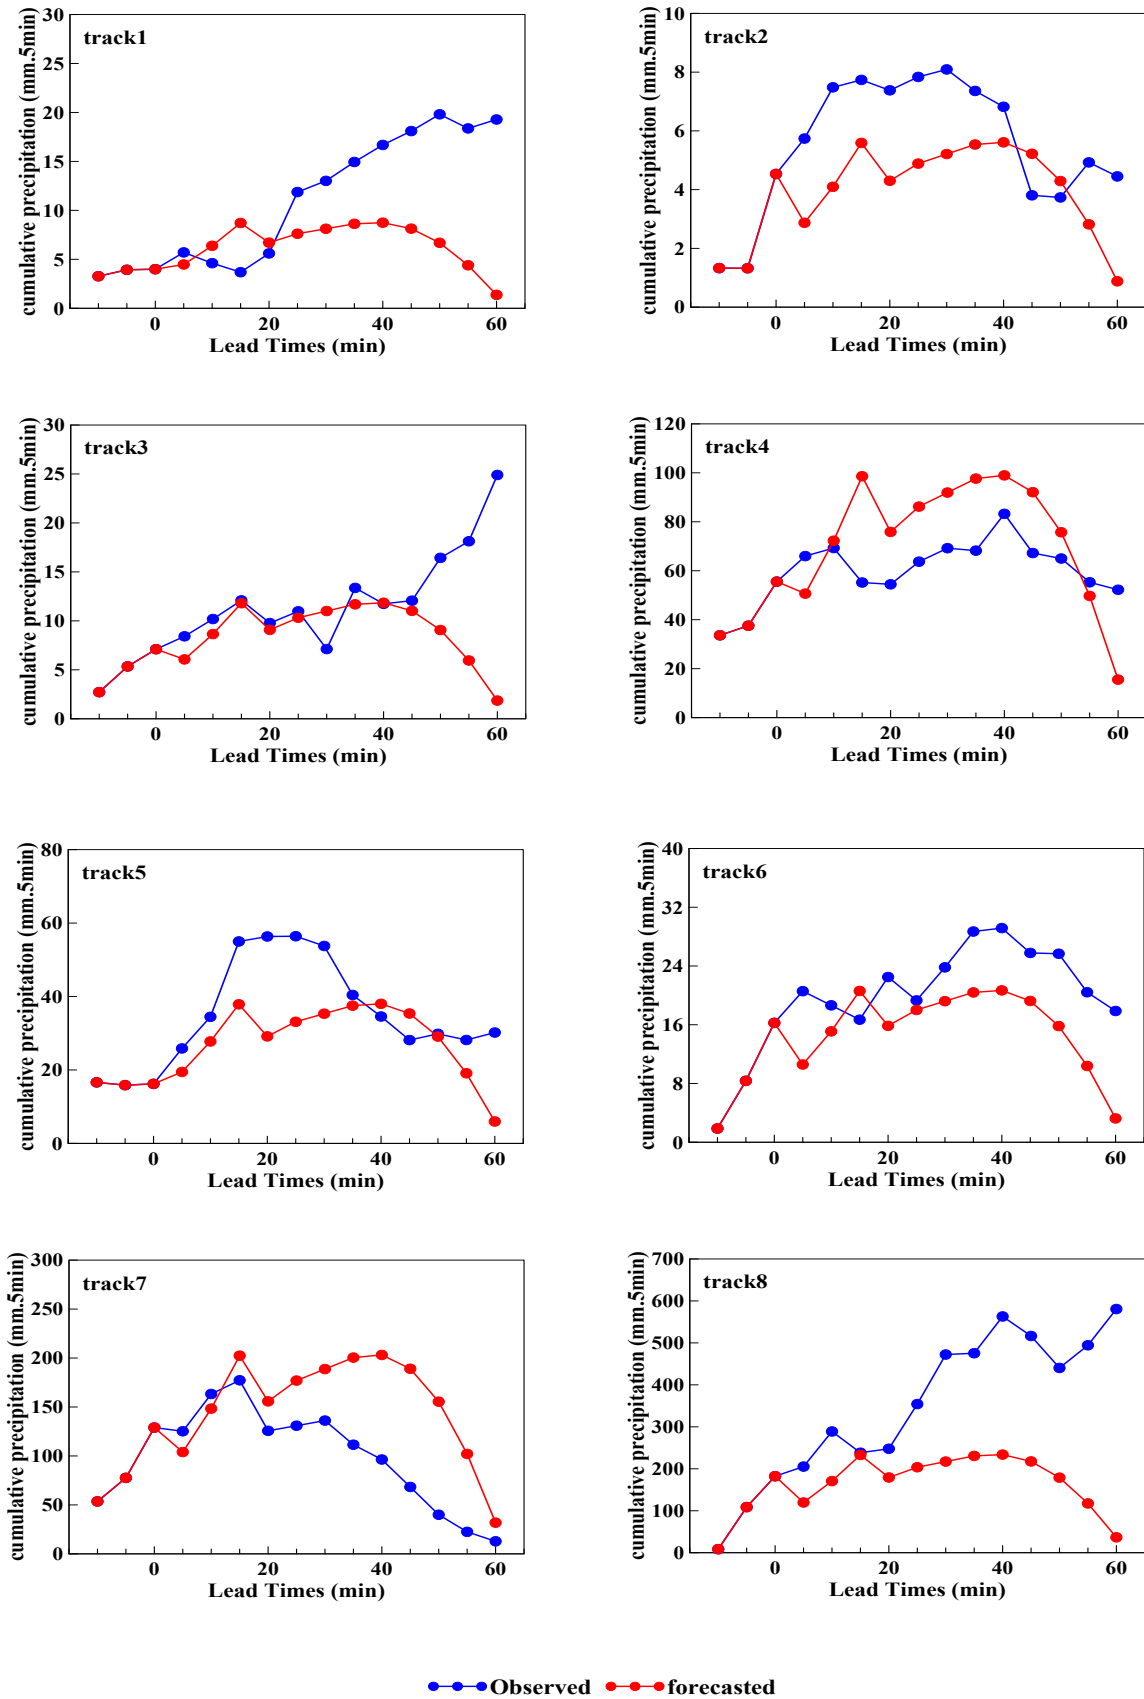 track1
cumulative precipitation (mm.5min)
30
25
20
15
10
5
0
0 20 40 60
Lead Times (min)
track2
cumulative precipitation (mm.5min)
10
8
6
4
2
0
0 20 40 60
Lead Times (min)
track3
cumulative precipitation (mm.5min)
30
25
20
15
10
5
0
0 20 40 60
Lead Times (min)
track4
cumulative precipitation (mm.5min)
120
100
80
60
40
20
0
0 20 40 60
Lead Times (min)
track5
cumulative precipitation (mm.5min)
80
60
40
20
0
0 20 40 60
Lead Times (min)
track6
cumulative precipitation (mm.5min)
40
32
24
16
8
0
0 20 40 60
Lead Times (min)
track7
cumulative precipitation (mm.5min)
300
250
200
150
100
50
0
0 20 40 60
Lead Times (min)
track8
cumulative precipitation (mm.5min)
700
600
500
400
300
200
100
0
0 20 40 60
Lead Times (min)
Observed forecasted